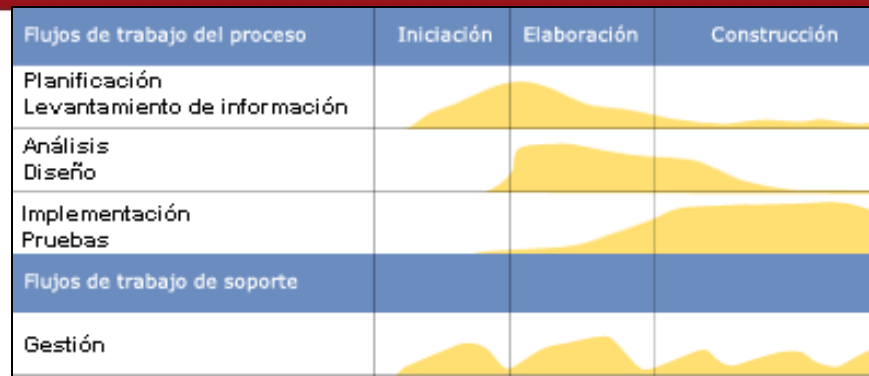 Flujos de trabajo del proceso Iniciación Elaboración Construcción
Planificación
Levantamiento de información
Análisis
Diseño
Implementación
Pruebas
Flujos de trabajo de soporte
Gestión